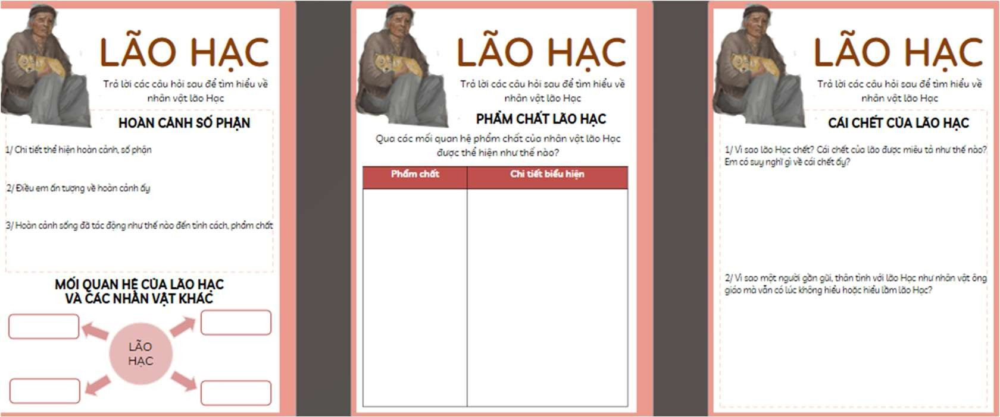 LÃO HẠC
Trả lời các câu hỏi sau để tìm hiểu về
nhân vật lão Hạc
HOÀN CẢNH SỐ PHẬN
1/ Chi tiết thể hiện hoàn cảnh, số phận
2/ Điều em ấn tượng về hoàn cảnh ấy
3/ Hoàn cảnh sống đã tác động như thế nào đến tính cách, phẩm chất
MỐI QUAN HỆ CỦA LÃO HẠC
VÀ CÁC NHÂN VẬT KHÁC
LÃO
HẠC
LÃO HẠC
Trả lời các câu hỏi sau để tìm hiểu về
nhân vật lão Hạc
PHẨM CHẤT LÃO HẠC
Qua các mối quan hệ phẩm chất của nhân vật lão Hạc
được thể hiện như thế nào?
Phẩm chất
Chi tiết biểu hiện
LÃO HẠC
Trả lời các câu hỏi sau để tìm hiểu về
nhân vật lão Hạc
CÁI CHẾT CỦA LÃO HẠC
1/ Vì sao lão Hạc chết? Cái chết của lão được miêu tả như thế nào?
Em có suy nghĩ gì về cái chết ấy?
2/ Vì sao một người gần gũi, thân tình với lão Hạc như nhân vật ông
giáo mà vẫn có lúc không hiểu hoặc hiểu lầm lão Hạc?